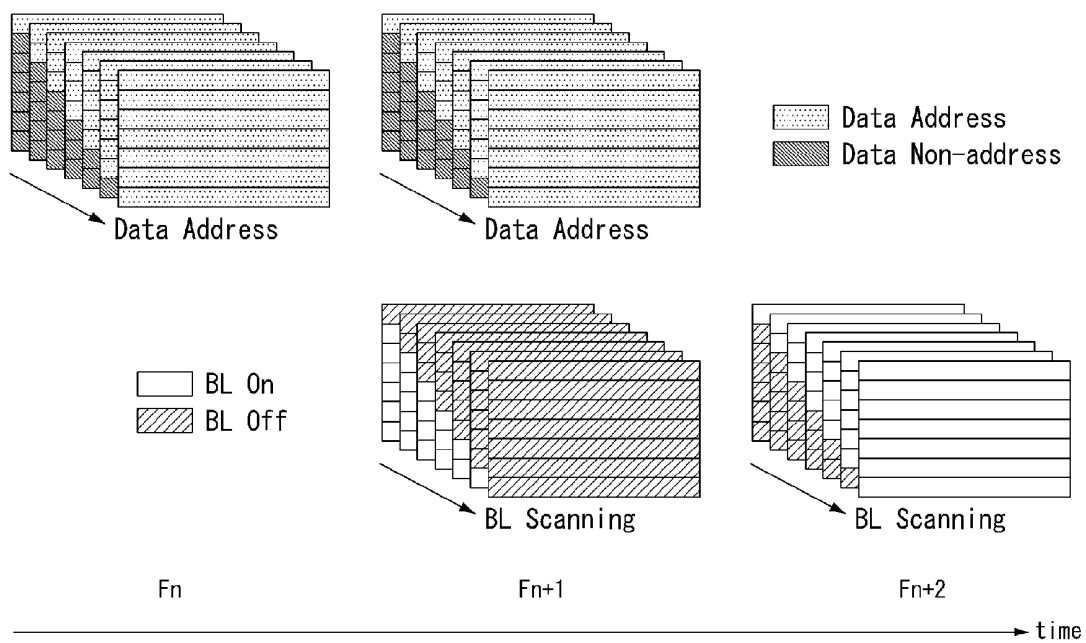 Data Address
Data Non-address
Data Address
Data Address
BL On
BL Off
BL Scanning
BL Scanning
Fn
Fn+1
Fn+2
time